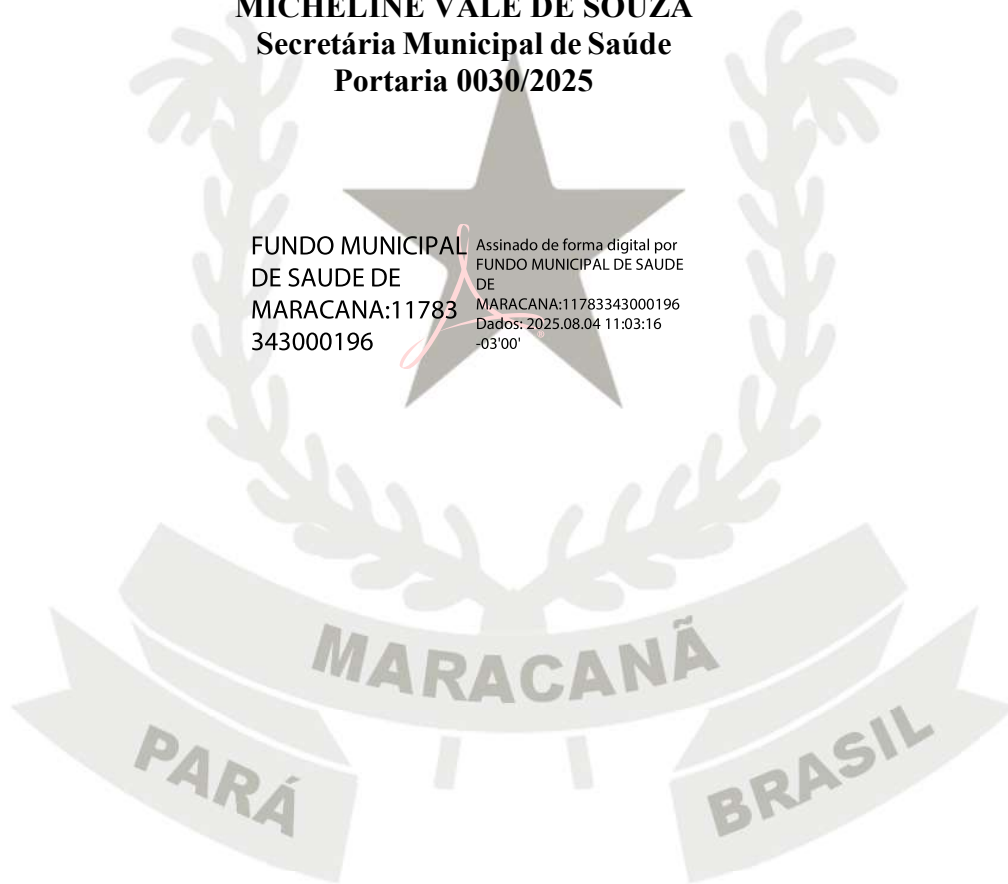 MICHELINE VALE DE SOUZA
Secretária Municipal de Saúde
Portaria 0030/2025
FUNDO MUNICIPAL
DE SAUDE DE
MARACANA:11783
343000196
Assinado de forma digital por
FUNDO MUNICIPAL DE SAUDE
DE
MARACANA:11783343000196
Dados: 2025.08.04 11:03:16
-03'00'
MARACANÃ
PARÁ
BRASIL